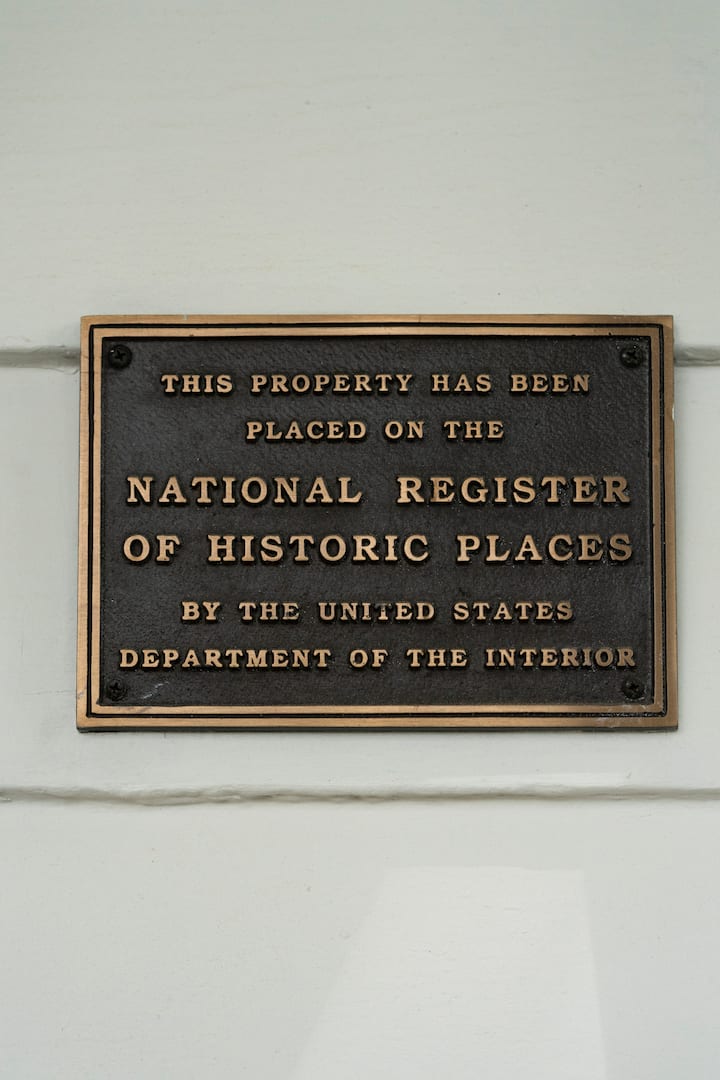 THIS PROPERTY HAS BEEN
PLACED ON THE
NATIONAL REGISTER
OF HISTORIC PLACES
BY THE UNITED STATES
DEPARTMENT OF THE INTERIOR